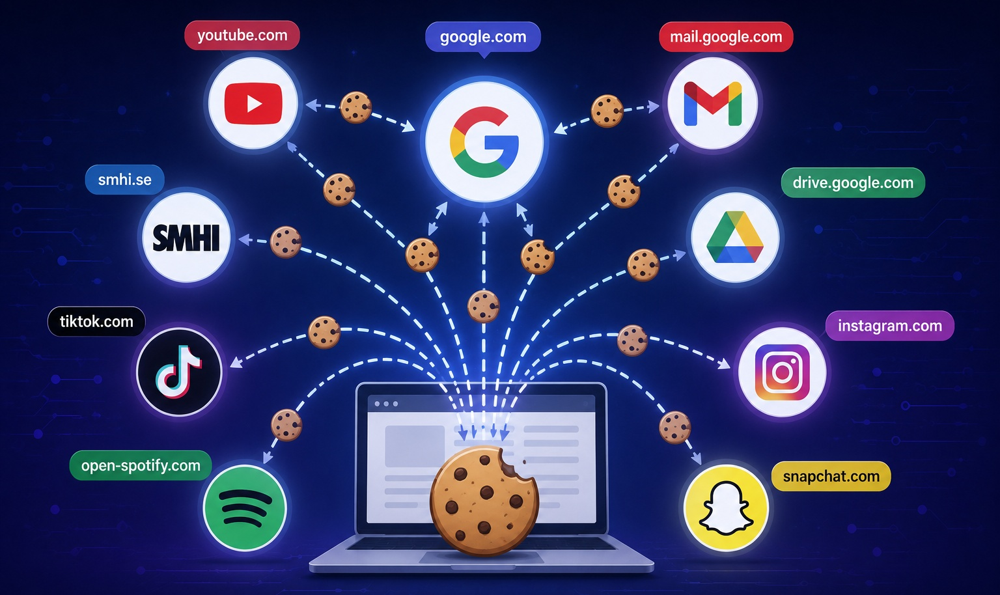 youtube.com
google.com
mail.google.com
smhi.se
drive.google.com
SMHI
tiktok.com
instagram.com
open-spotify.com
snapchat.com